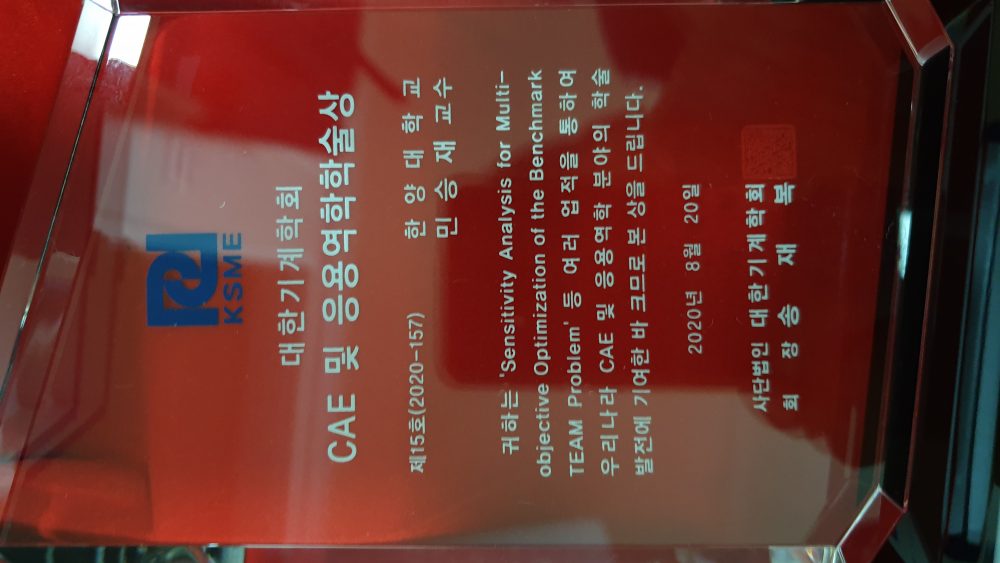 KSME
대한기계학회
CAE 및 응용역학학술상
제15호(2020-157)
한양대학교
민승재 교수
귀하는 'Sensitivity Analysis for Multi-
objective Optimization of the Benchmark
TEAM Problem' 등 여러 업적을 통하여
우리나라 CAE 및 응용역학 분야의 학술
발전에 기여한 바 크므로 본 상을 드립니다.
2020년 8월 20일
사단법인 대한기계학회
회 장 송 재 복